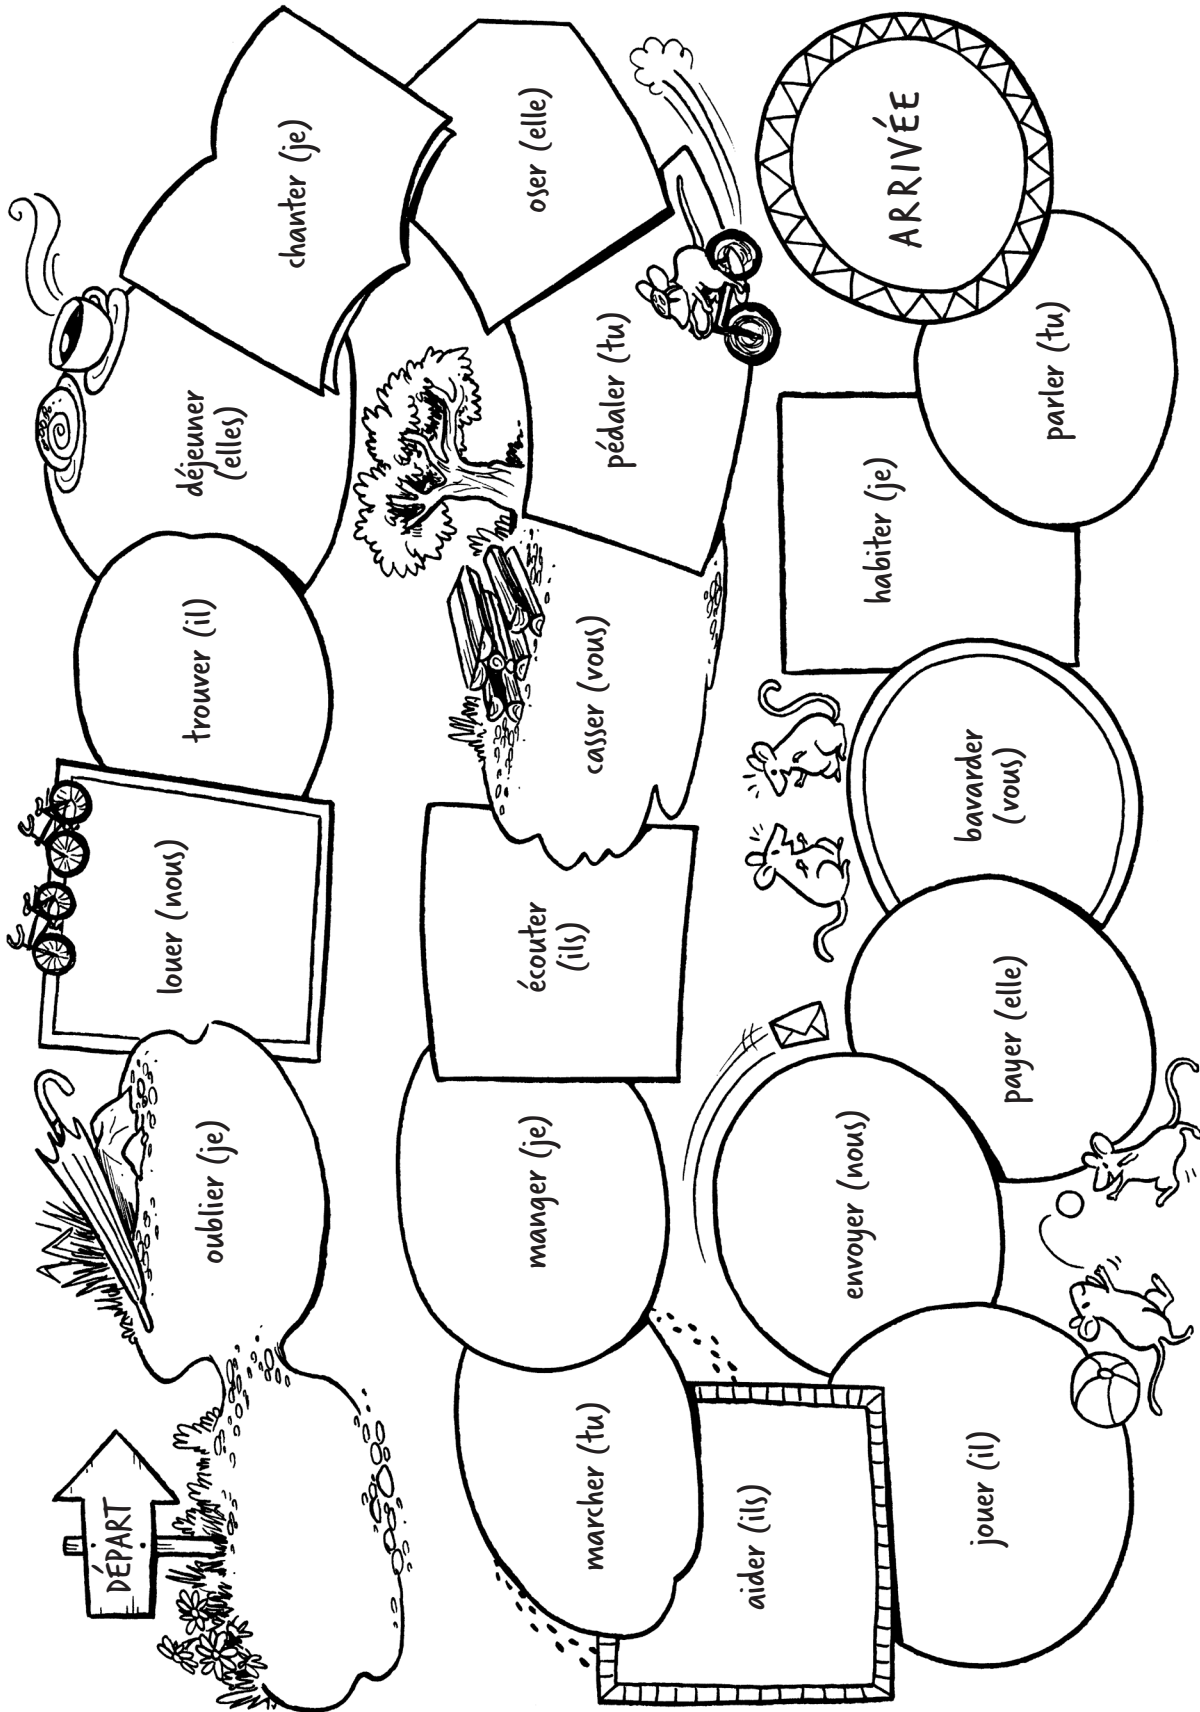 DÉPART
oublier (je)
louer (nous)
trouver (il)
déjeuner
(elles)
chanter (je)
oser (elle)
pédaler (tu)
casser (vous)
écouter
(ils)
manger (je)
marcher (tu)
aider (ils)
jouer (il)
envoyer (nous)
payer (elle)
bavarder
(vous)
habiter (je)
parler (tu)
ARRIVÉE